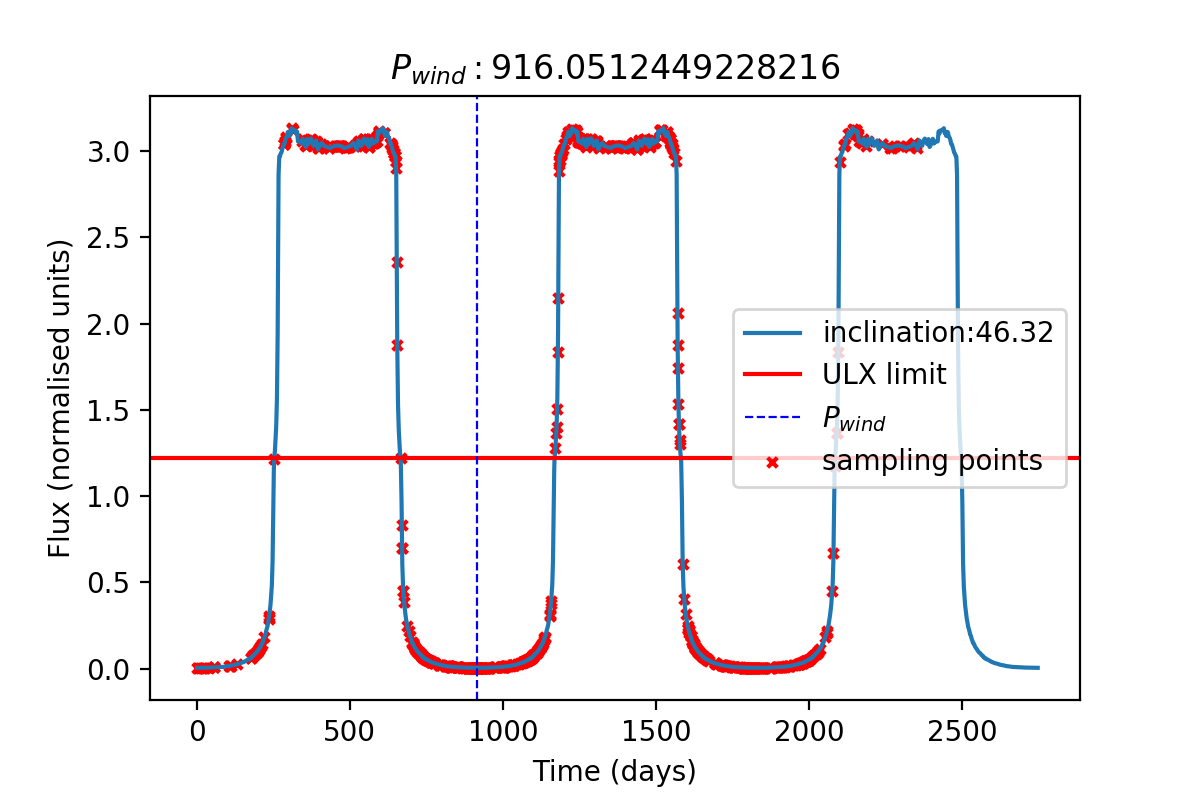 P_wind : 916.0512449228216
Flux (normalised units)
3.0
2.5
2.0
1.5
1.0
0.5
0.0
inclination:46.32
ULX limit
P_wind
sampling points
0 500 1000 1500 2000 2500
Time (days)